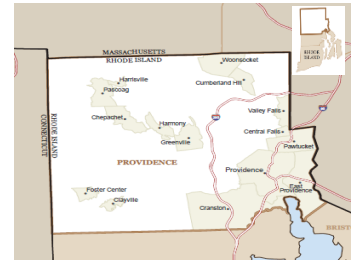 MASSACHUSETTS
RHODE ISLAND
RHODE
ISLAND
Woonsocket
Harrisville
Cumberland Hill
Pascoag
Valley Falls
Chepachet
Harmony
Central Falls
Greenville
Pawtucket
RHODE ISLAND
CONNECTICUT
PROVIDENCE
Providence
East
Providence
Foster Center
Clayville
Cranston
BRIST